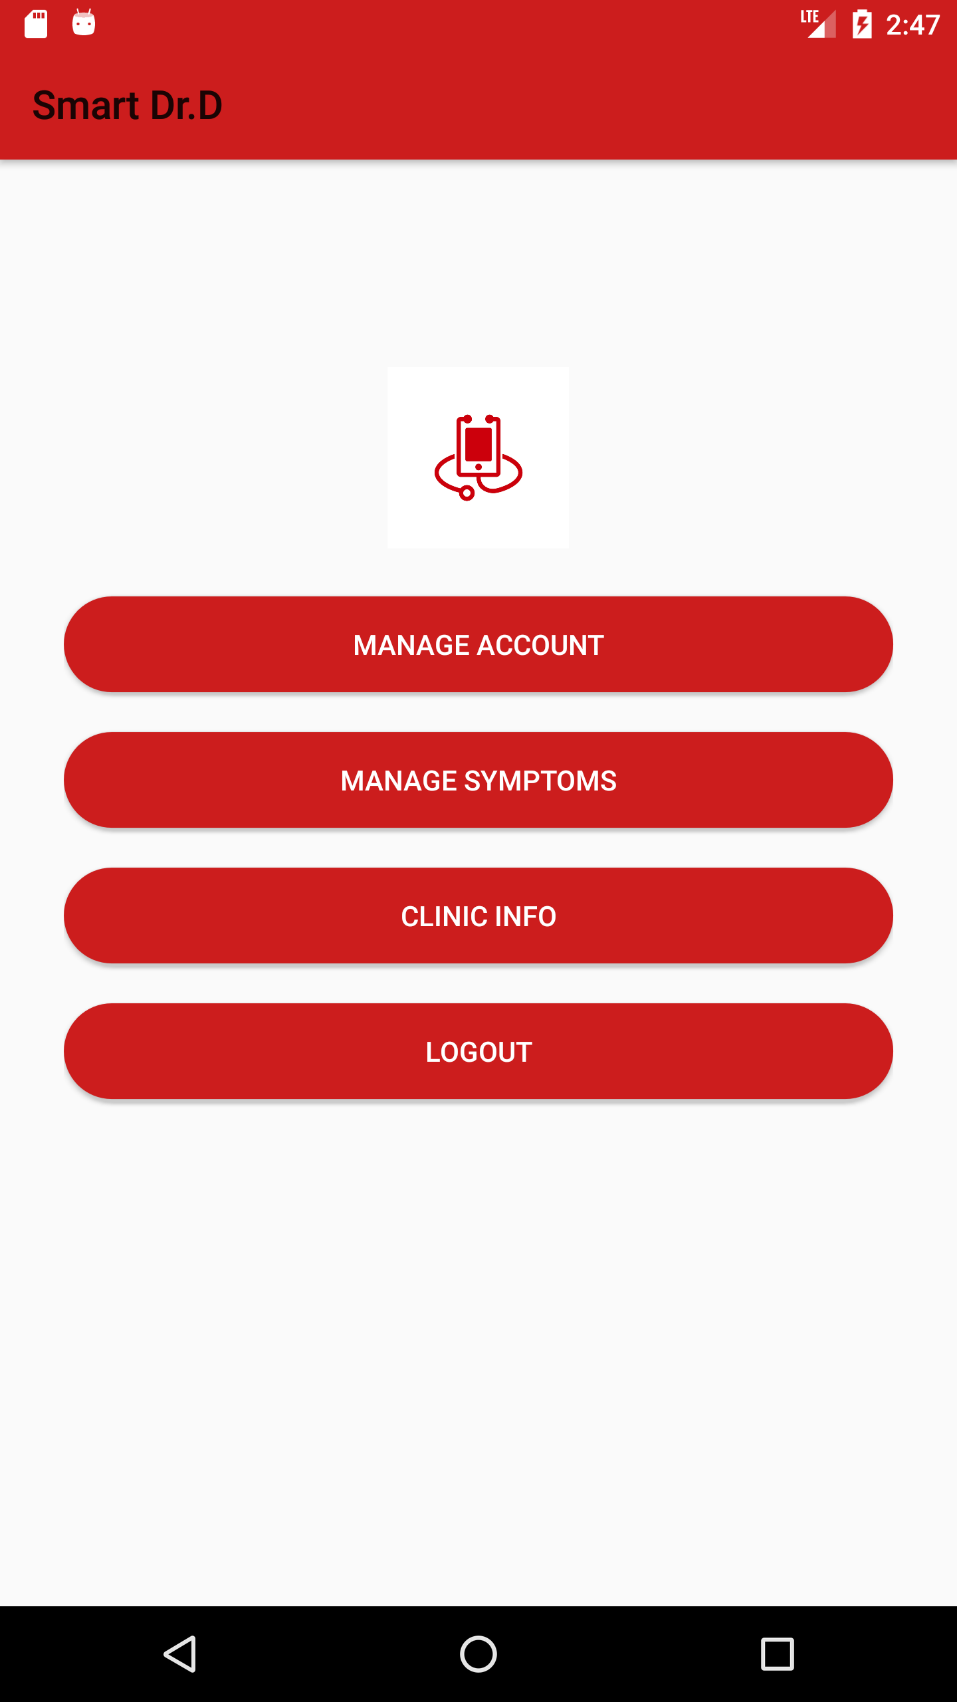 LTE 2:47
Smart Dr.D
MANAGE ACCOUNT
MANAGE SYMPTOMS
CLINIC INFO
LOGOUT